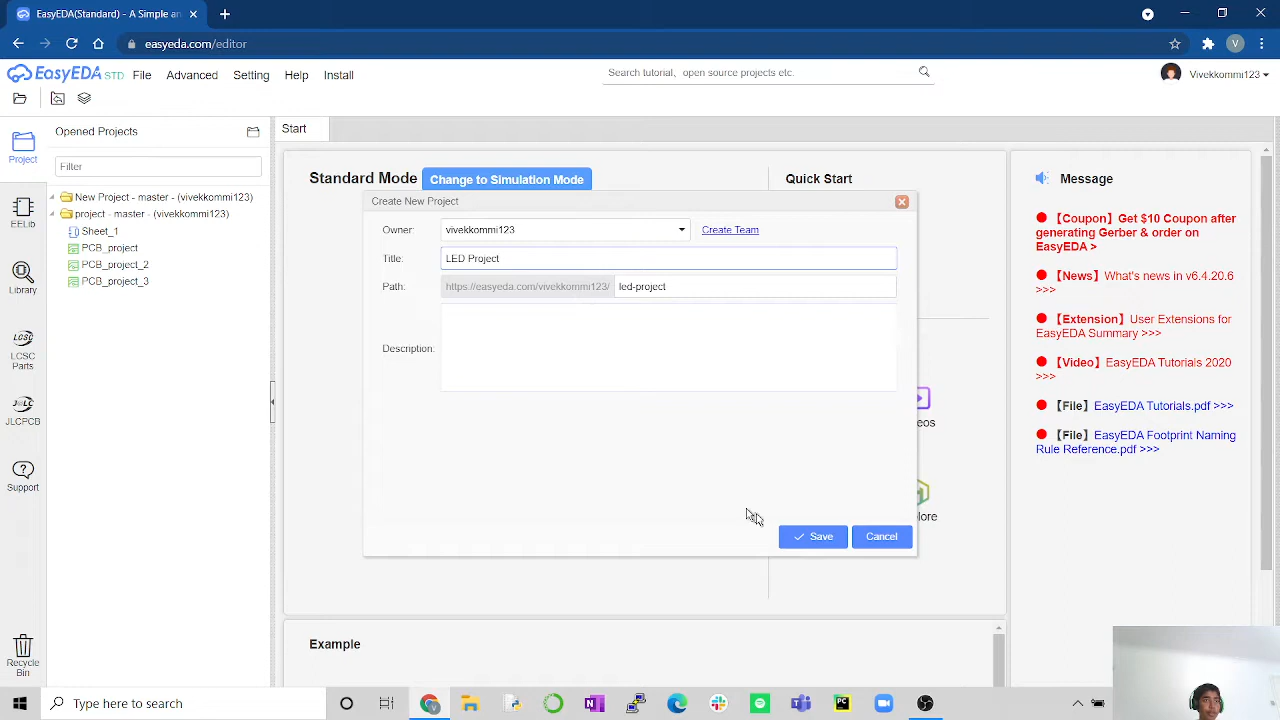 EasyEDA(Standard) - A Simple an
easyeda.com/editor
V
EasyEDA STD File Advanced Setting Help Install
Search tutorial, open source projects etc.
Vivekkommi123
Opened Projects
Start
Project
Filter
Standard Mode Change to Simulation Mode
Quick Start
Message
New Project - master - (vivekkommi123)
project - master - (vivekkommi123)
Sheet_1
PCB_project
PCB_project_2
PCB_project_3
EELib
Library
LCSC
Parts
JLCPCB
Support
Recycle
Bin
Create New Project
Owner: vivekkommi123 Create Team
Title: LED Project
Path: https://easyeda.com/vivekkommi123/ led-project
Description:
Save Cancel
eos
lore
【Coupon】Get $10 Coupon after
generating Gerber & order on
EasyEDA >
【News】What's news in v6.4.20.6
>>>
【Extension】User Extensions for
EasyEDA Summary >>>
【Video】EasyEDA Tutorials 2020
>>>
【File】EasyEDA Tutorials.pdf >>>
【File】EasyEDA Footprint Naming
Rule Reference.pdf >>>
Example
Type here to search